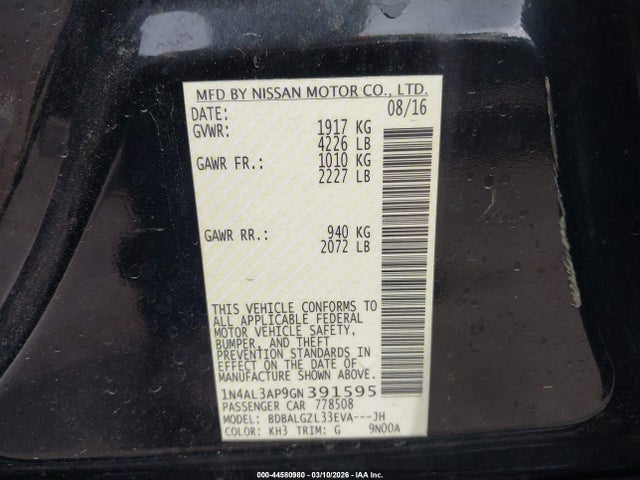 MFD BY NISSAN MOTOR CO., LTD.
DATE: 08/16
GVWR: 1917 KG
4226 LB
GAWR FR.: 1010 KG
2227 LB
GAWR RR.: 940 KG
2072 LB
THIS VEHICLE CONFORMS TO
ALL APPLICABLE FEDERAL
MOTOR VEHICLE SAFETY,
BUMPER, AND THEFT
PREVENTION STANDARDS IN
EFFECT ON THE DATE OF
MANUFACTURE SHOWN ABOVE.
1N4AL3AP9GN391595
PASSENGER CAR 778508
MODEL: BDBALGZL33EVA---JH
COLOR: KH3 TRIM: G 9N00A
000-44580980 - 03/10/2026 - IAA Inc.